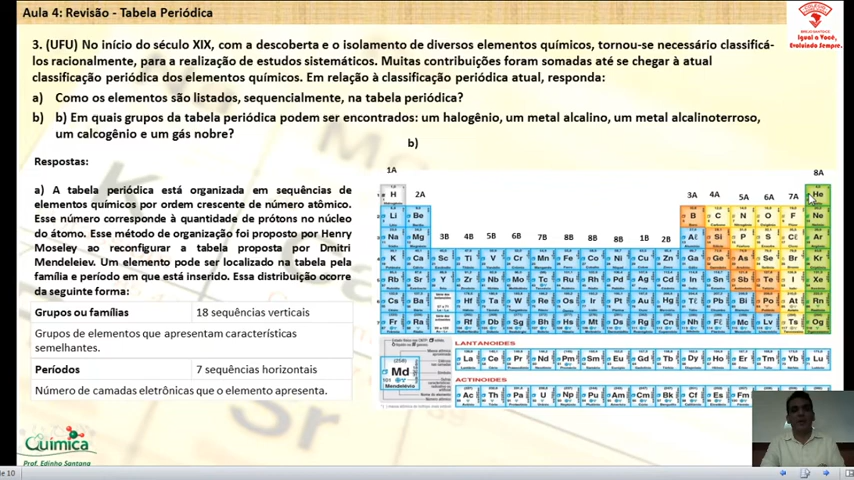 Aula 4: Revisão - Tabela Periódica
Igual a Você,
Evoluindo Sempre.
3. (UFU) No início do século XIX, com a descoberta e o isolamento de diversos elementos químicos, tornou-se necessário classificá-
los racionalmente, para a realização de estudos sistemáticos. Muitas contribuições foram somadas até se chegar à atual
classificação periódica dos elementos químicos. Em relação à classificação periódica atual, responda:
a) Como os elementos são listados, sequencialmente, na tabela periódica?
b) b) Em quais grupos da tabela periódica podem ser encontrados: um halogênio, um metal alcalino, um metal alcalinoterroso,
um calcogênio e um gás nobre?
b)
Respostas:
a) A tabela periódica está organizada em sequências de
elementos químicos por ordem crescente de número atômico.
Esse número corresponde à quantidade de prótons no núcleo
do átomo. Esse método de organização foi proposto por Henry
Moseley ao reconfigurar a tabela proposta por Dmitri
Mendeleiev. Um elemento pode ser localizado na tabela pela
família e período em que está inserido. Essa distribuição ocorre
da seguinte forma:
Grupos ou famílias 18 sequências verticais
Grupos de elementos que apresentam características
semelhantes.
Períodos 7 sequências horizontais
Número de camadas eletrônicas que o elemento apresenta.
1A 8A
H 2A 3A 4A 5A 6A 7A He
Li Be B C N O F Ne
Na Mg 3B 4B 5B 6B 7B 8B 8B 8B 1B 2B Al Si P S Cl Ar
K Ca Sc Ti V Cr Mn Fe Co Ni Cu Zn Ga Ge As Se Br Kr
Rb Sr Zr Nb Mo Tc Ru Rh Pd Ag Cd In Sn Sb Te I Xe
Cs Ba Hf Ta W Re Os Ir Pt Au Hg Tl Pb Bi Po At Rn
Fr Ra Rf Db Sg Bh Hs Mt Ds Rg Cn Nh Fl Mc Lv Ts Og
LANTANOIDES
La Ce Pr Nd Pm Sm Eu Gd Tb Dy Ho Er Tm Yb Lu
ACTINOIDES
Ac Th Pa U Np Pu Am Cm Bk Cf Es Fm
(258)
Md
101
Mendelévio
Química
Prof. Edinho Santana
de 10